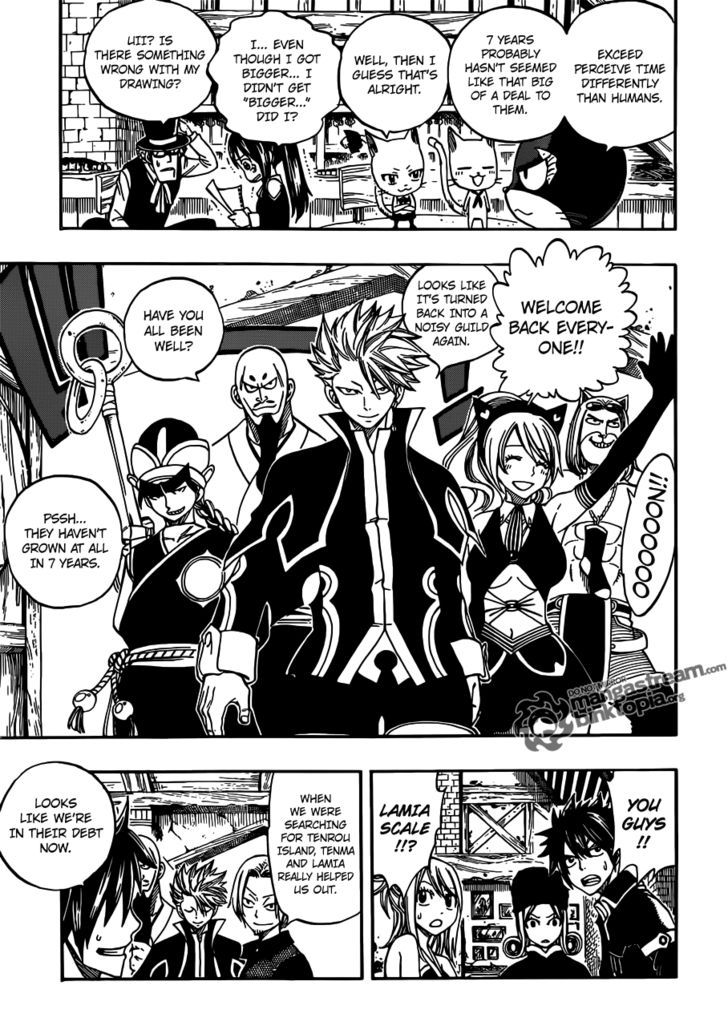 EXCEED
PERCEIVE TIME
DIFFERENTLY
THAN HUMANS.
7 YEARS
PROBABLY
HASN'T SEEMED
LIKE THAT BIG
OF A DEAL TO
THEM.
WELL, THEN I
GUESS THAT'S
ALRIGHT.
I... EVEN
THOUGH I GOT
BIGGER... I
DIDN'T GET
"BIGGER..."
DID I?
UII? IS
THERE SOMETHING
WRONG WITH MY
DRAWING?
WELCOME
BACK EVERY-
ONE!!
LOOKS LIKE
IT'S TURNED
BACK INTO A
NOISY GUILD
AGAIN.
HAVE YOU
ALL BEEN
WELL?
OOOOOON!!
PSSH...
THEY HAVEN'T
GROWN AT ALL
IN 7 YEARS.
mangastream.com
binktopia.org
YOU
GUYS!!
LAMIA
SCALE
!!?
WHEN
WE WERE
SEARCHING
FOR TENROU
ISLAND, TENMA
AND LAMIA
REALLY HELPED
US OUT.
LOOKS
LIKE WE'RE
IN THEIR DEBT
NOW.